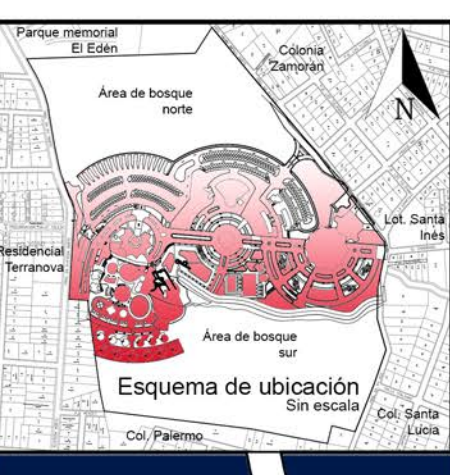 Parque memorial
El Edén
Colonia
Zamorán
Área de bosque
norte
N
Lot. Santa
Inés
Residencial
Terranova
Área de bosque
sur
Esquema de ubicación
Sin escala
Col. Santa
Lucia
Col. Palermo